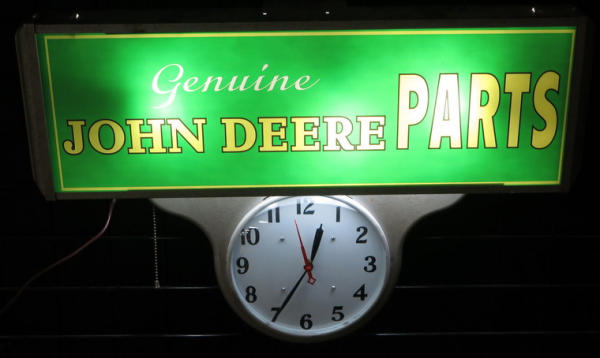 Genuine
JOHN DEERE PARTS
11 12 1
10 2
9 3
8 4
7 6 5